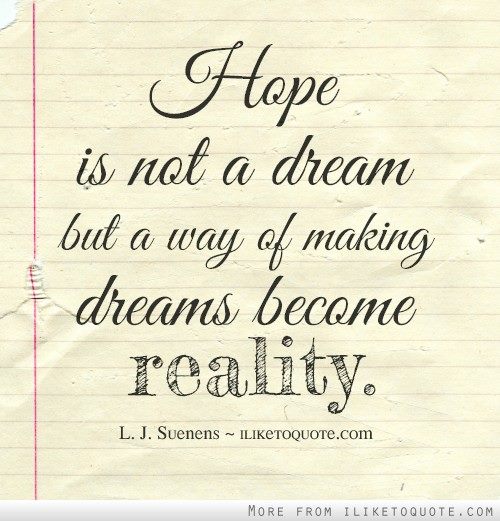 Hope
is not a dream
but a way of making
dreams become
reality.
L. J. Suenens ~ iliketoquote.com
More from iliketoquote.com